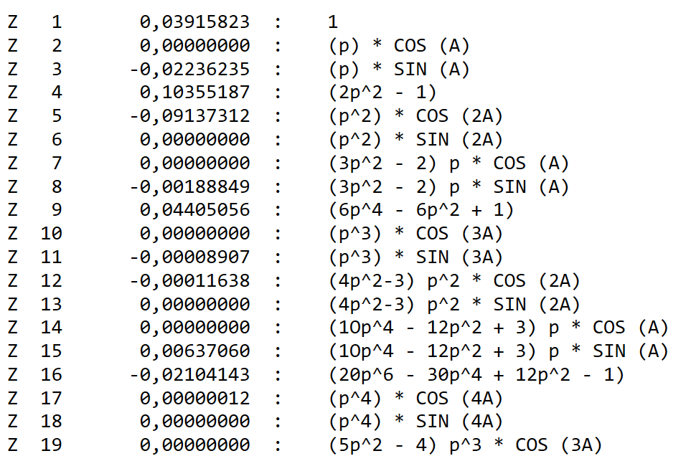 Z 1 0,03915823 : 1
Z 2 0,00000000 : (p) * COS (A)
Z 3 -0,02236235 : (p) * SIN (A)
Z 4 0,10355187 : (2p^2 - 1)
Z 5 -0,09137312 : (p^2) * COS (2A)
Z 6 0,00000000 : (p^2) * SIN (2A)
Z 7 0,00000000 : (3p^2 - 2) p * COS (A)
Z 8 -0,00188849 : (3p^2 - 2) p * SIN (A)
Z 9 0,04405056 : (6p^4 - 6p^2 + 1)
Z 10 0,00000000 : (p^3) * COS (3A)
Z 11 -0,00008907 : (p^3) * SIN (3A)
Z 12 -0,00011638 : (4p^2-3) p^2 * COS (2A)
Z 13 0,00000000 : (4p^2-3) p^2 * SIN (2A)
Z 14 0,00000000 : (1Op^4 - 12p^2 + 3) p * COS (A)
Z 15 0,00637060 : (1Op^4 - 12p^2 + 3) p * SIN (A)
Z 16 -0,02104143 : (20p^6 - 30p^4 + 12p^2 - 1)
Z 17 0,00000012 : (p^4) * COS (4A)
Z 18 0,00000000 : (p^4) * SIN (4A)
Z 19 0,00000000 : (5p^2 - 4) p^3 * COS (3A)